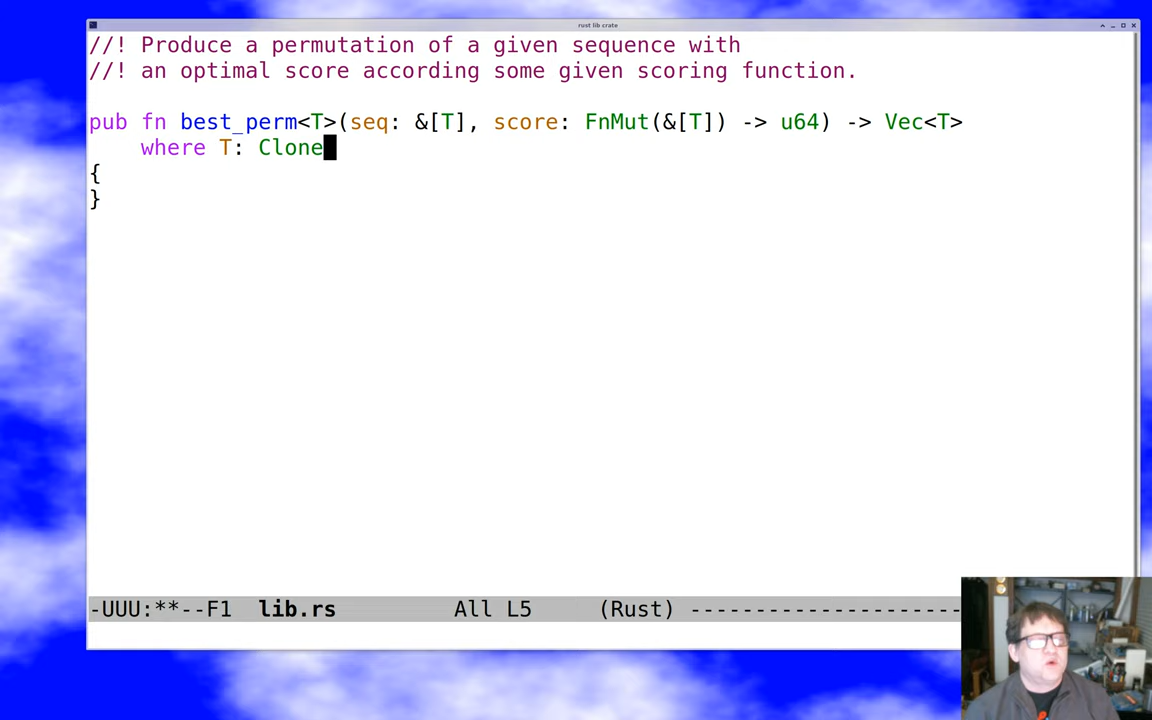 rust lib crate
//! Produce a permutation of a given sequence with
//! an optimal score according some given scoring function.
pub fn best_perm<T>(seq: &[T], score: FnMut(&[T]) -> u64) -> Vec<T>
    where T: Clone
{
}
-UUU:**--F1  lib.rs         All L5     (Rust) ---------------------